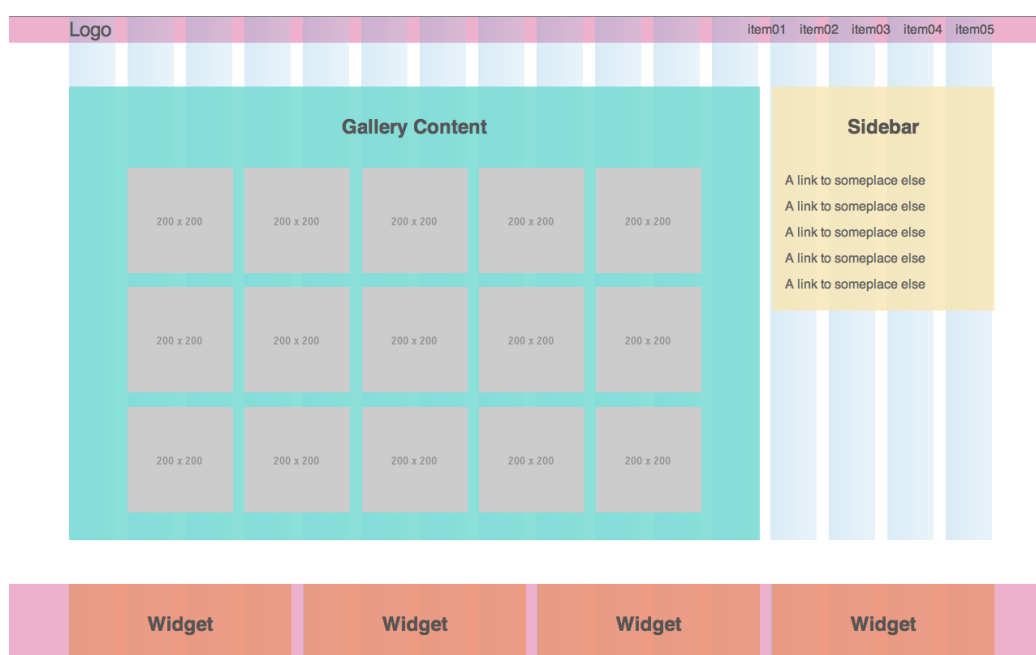 Logo item01 item02 item03 item04 item05
Gallery Content
200 x 200 200 x 200 200 x 200 200 x 200 200 x 200
200 x 200 200 x 200 200 x 200 200 x 200 200 x 200
200 x 200 200 x 200 200 x 200 200 x 200 200 x 200
Sidebar
A link to someplace else
A link to someplace else
A link to someplace else
A link to someplace else
A link to someplace else
Widget Widget Widget Widget